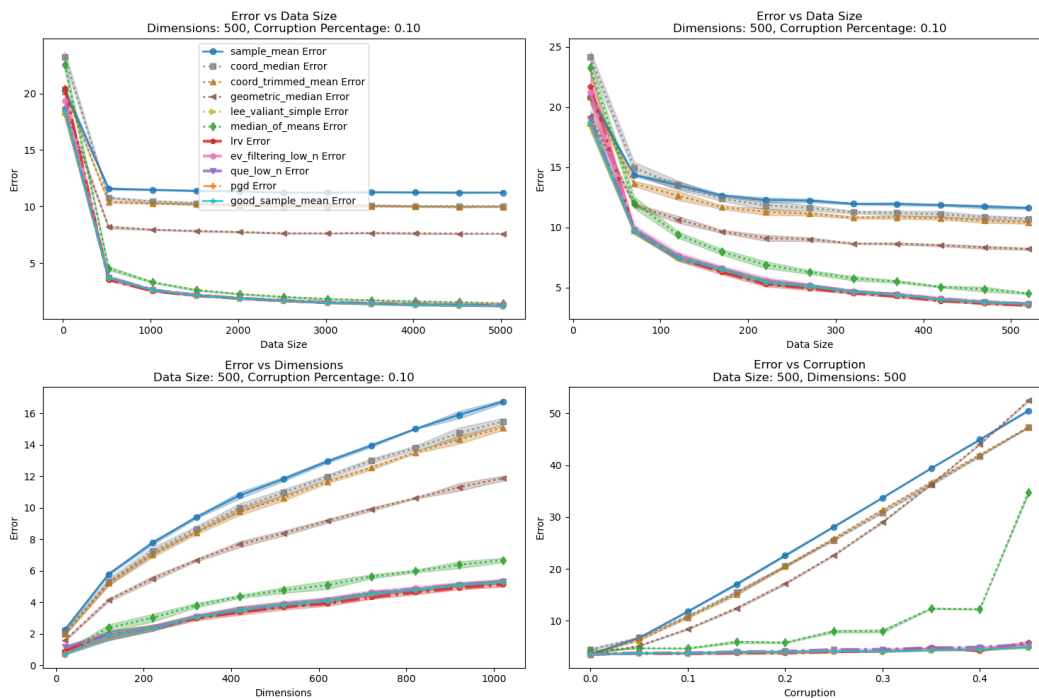 Error vs Data Size
Dimensions: 500, Corruption Percentage: 0.10
Error
20
15
10
5
sample_mean Error
coord_median Error
coord_trimmed_mean Error
geometric_median Error
lee_valiant_simple Error
median_of_means Error
lrv Error
ev_filtering_low_n Error
que_low_n Error
pgd Error
good_sample_mean Error
0
1000
2000
3000
4000
5000
Data Size
Error vs Data Size
Dimensions: 500, Corruption Percentage: 0.10
Error
25
20
15
10
5
0
100
200
300
400
500
Data Size
Error vs Dimensions
Data Size: 500, Corruption Percentage: 0.10
Error
16
14
12
10
8
6
4
2
0
0
200
400
600
800
1000
Dimensions
Error vs Corruption
Data Size: 500, Dimensions: 500
Error
50
40
30
20
10
0.0
0.1
0.2
0.3
0.4
Corruption